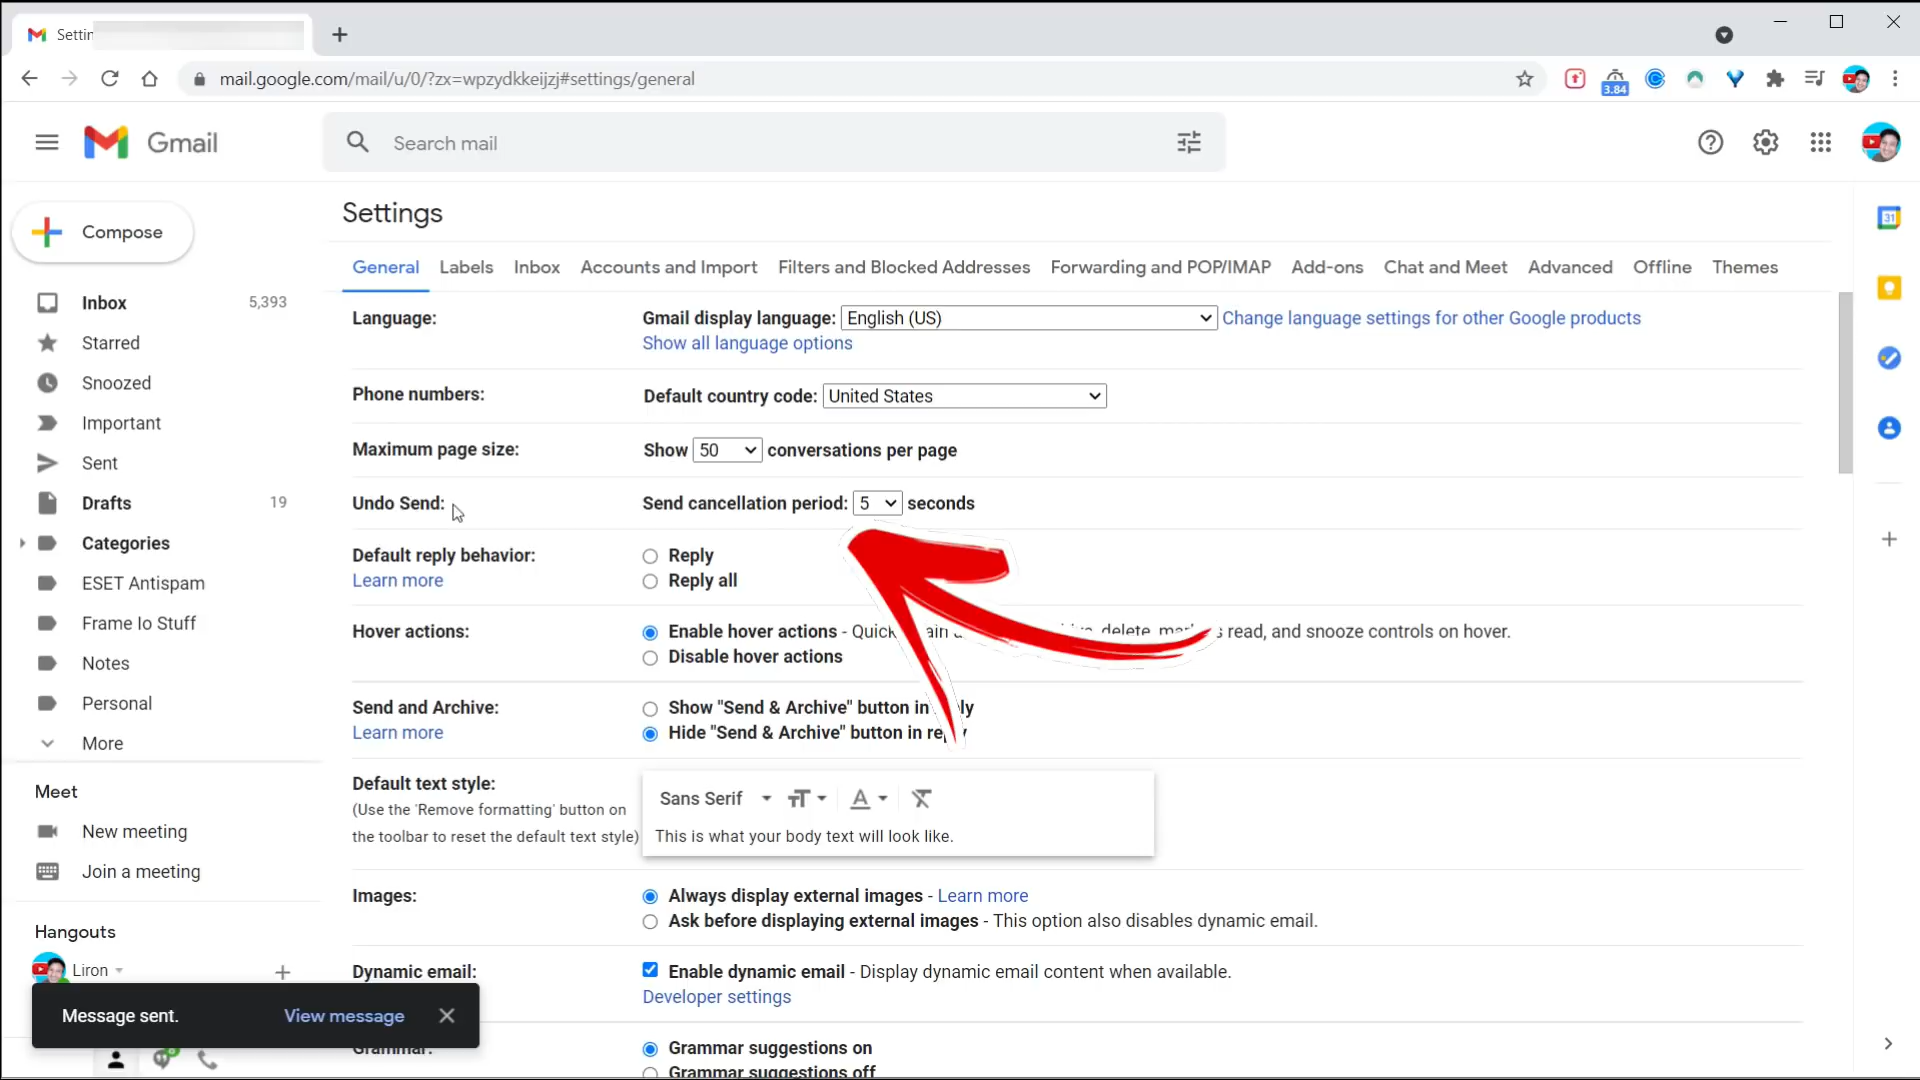 Settin
mail.google.com/mail/u/0/?zx=wpzydkkeijzj#settings/general
3.84
Gmail
Search mail
Compose
Inbox 5,393
Starred
Snoozed
Important
Sent
Drafts 19
Categories
ESET Antispam
Frame Io Stuff
Notes
Personal
More
Meet
New meeting
Join a meeting
Hangouts
Liron
Message sent. View message
Settings
General Labels Inbox Accounts and Import Filters and Blocked Addresses Forwarding and POP/IMAP Add-ons Chat and Meet Advanced Offline Themes
Language: Gmail display language: English (US) Change language settings for other Google products
Show all language options
Phone numbers: Default country code: United States
Maximum page size: Show 50 conversations per page
Undo Send: Send cancellation period: 5 seconds
Default reply behavior: Reply
Learn more Reply all
Hover actions: Enable hover actions - Quick delete, read, and snooze controls on hover.
Disable hover actions
Send and Archive: Show "Send & Archive" button in
Learn more Hide "Send & Archive" button in
Default text style: Sans Serif
(Use the 'Remove formatting' button on
the toolbar to reset the default text style) This is what your body text will look like.
Images: Always display external images - Learn more
Ask before displaying external images - This option also disables dynamic email.
Dynamic email: Enable dynamic email - Display dynamic email content when available.
Developer settings
Grammar: Grammar suggestions on
Grammar suggestions off
31